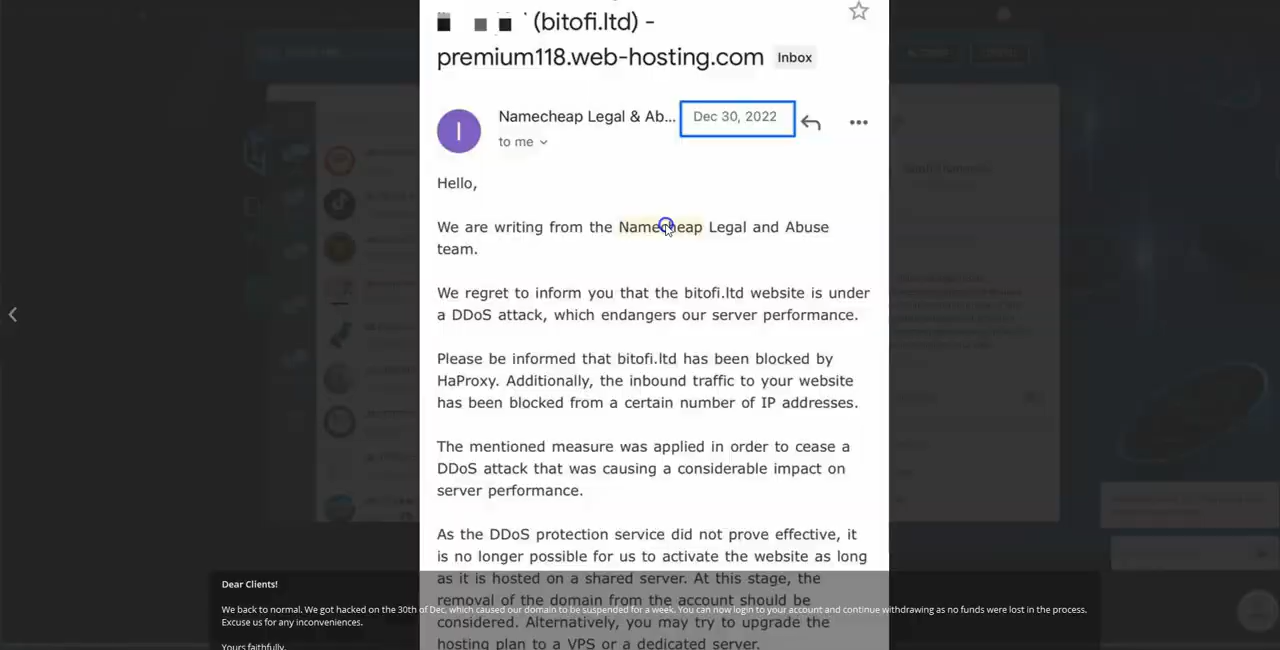 (bitofi.ltd) -
premium118.web-hosting.com Inbox
Namecheap Legal & Ab... Dec 30, 2022
to me
I
Hello,
We are writing from the Namecheap Legal and Abuse
team.
We regret to inform you that the bitofi.ltd website is under
a DDoS attack, which endangers our server performance.
Please be informed that bitofi.ltd has been blocked by
HaProxy. Additionally, the inbound traffic to your website
has been blocked from a certain number of IP addresses.
The mentioned measure was applied in order to cease a
DDoS attack that was causing a considerable impact on
server performance.
As the DDoS protection service did not prove effective, it
is no longer possible for us to activate the website as long
as it is hosted on a shared server. At this stage, the
removal of the domain from the account should be
considered. Alternatively, you may try to upgrade the
hosting plan to a VPS or a dedicated server.
Dear Clients!
We back to normal. We got hacked on the 30th of Dec, which caused our domain to be suspended for a week. You can now login to your account and continue withdrawing as no funds were lost in the process.
Excuse us for any inconveniences.
Yours faithfully,